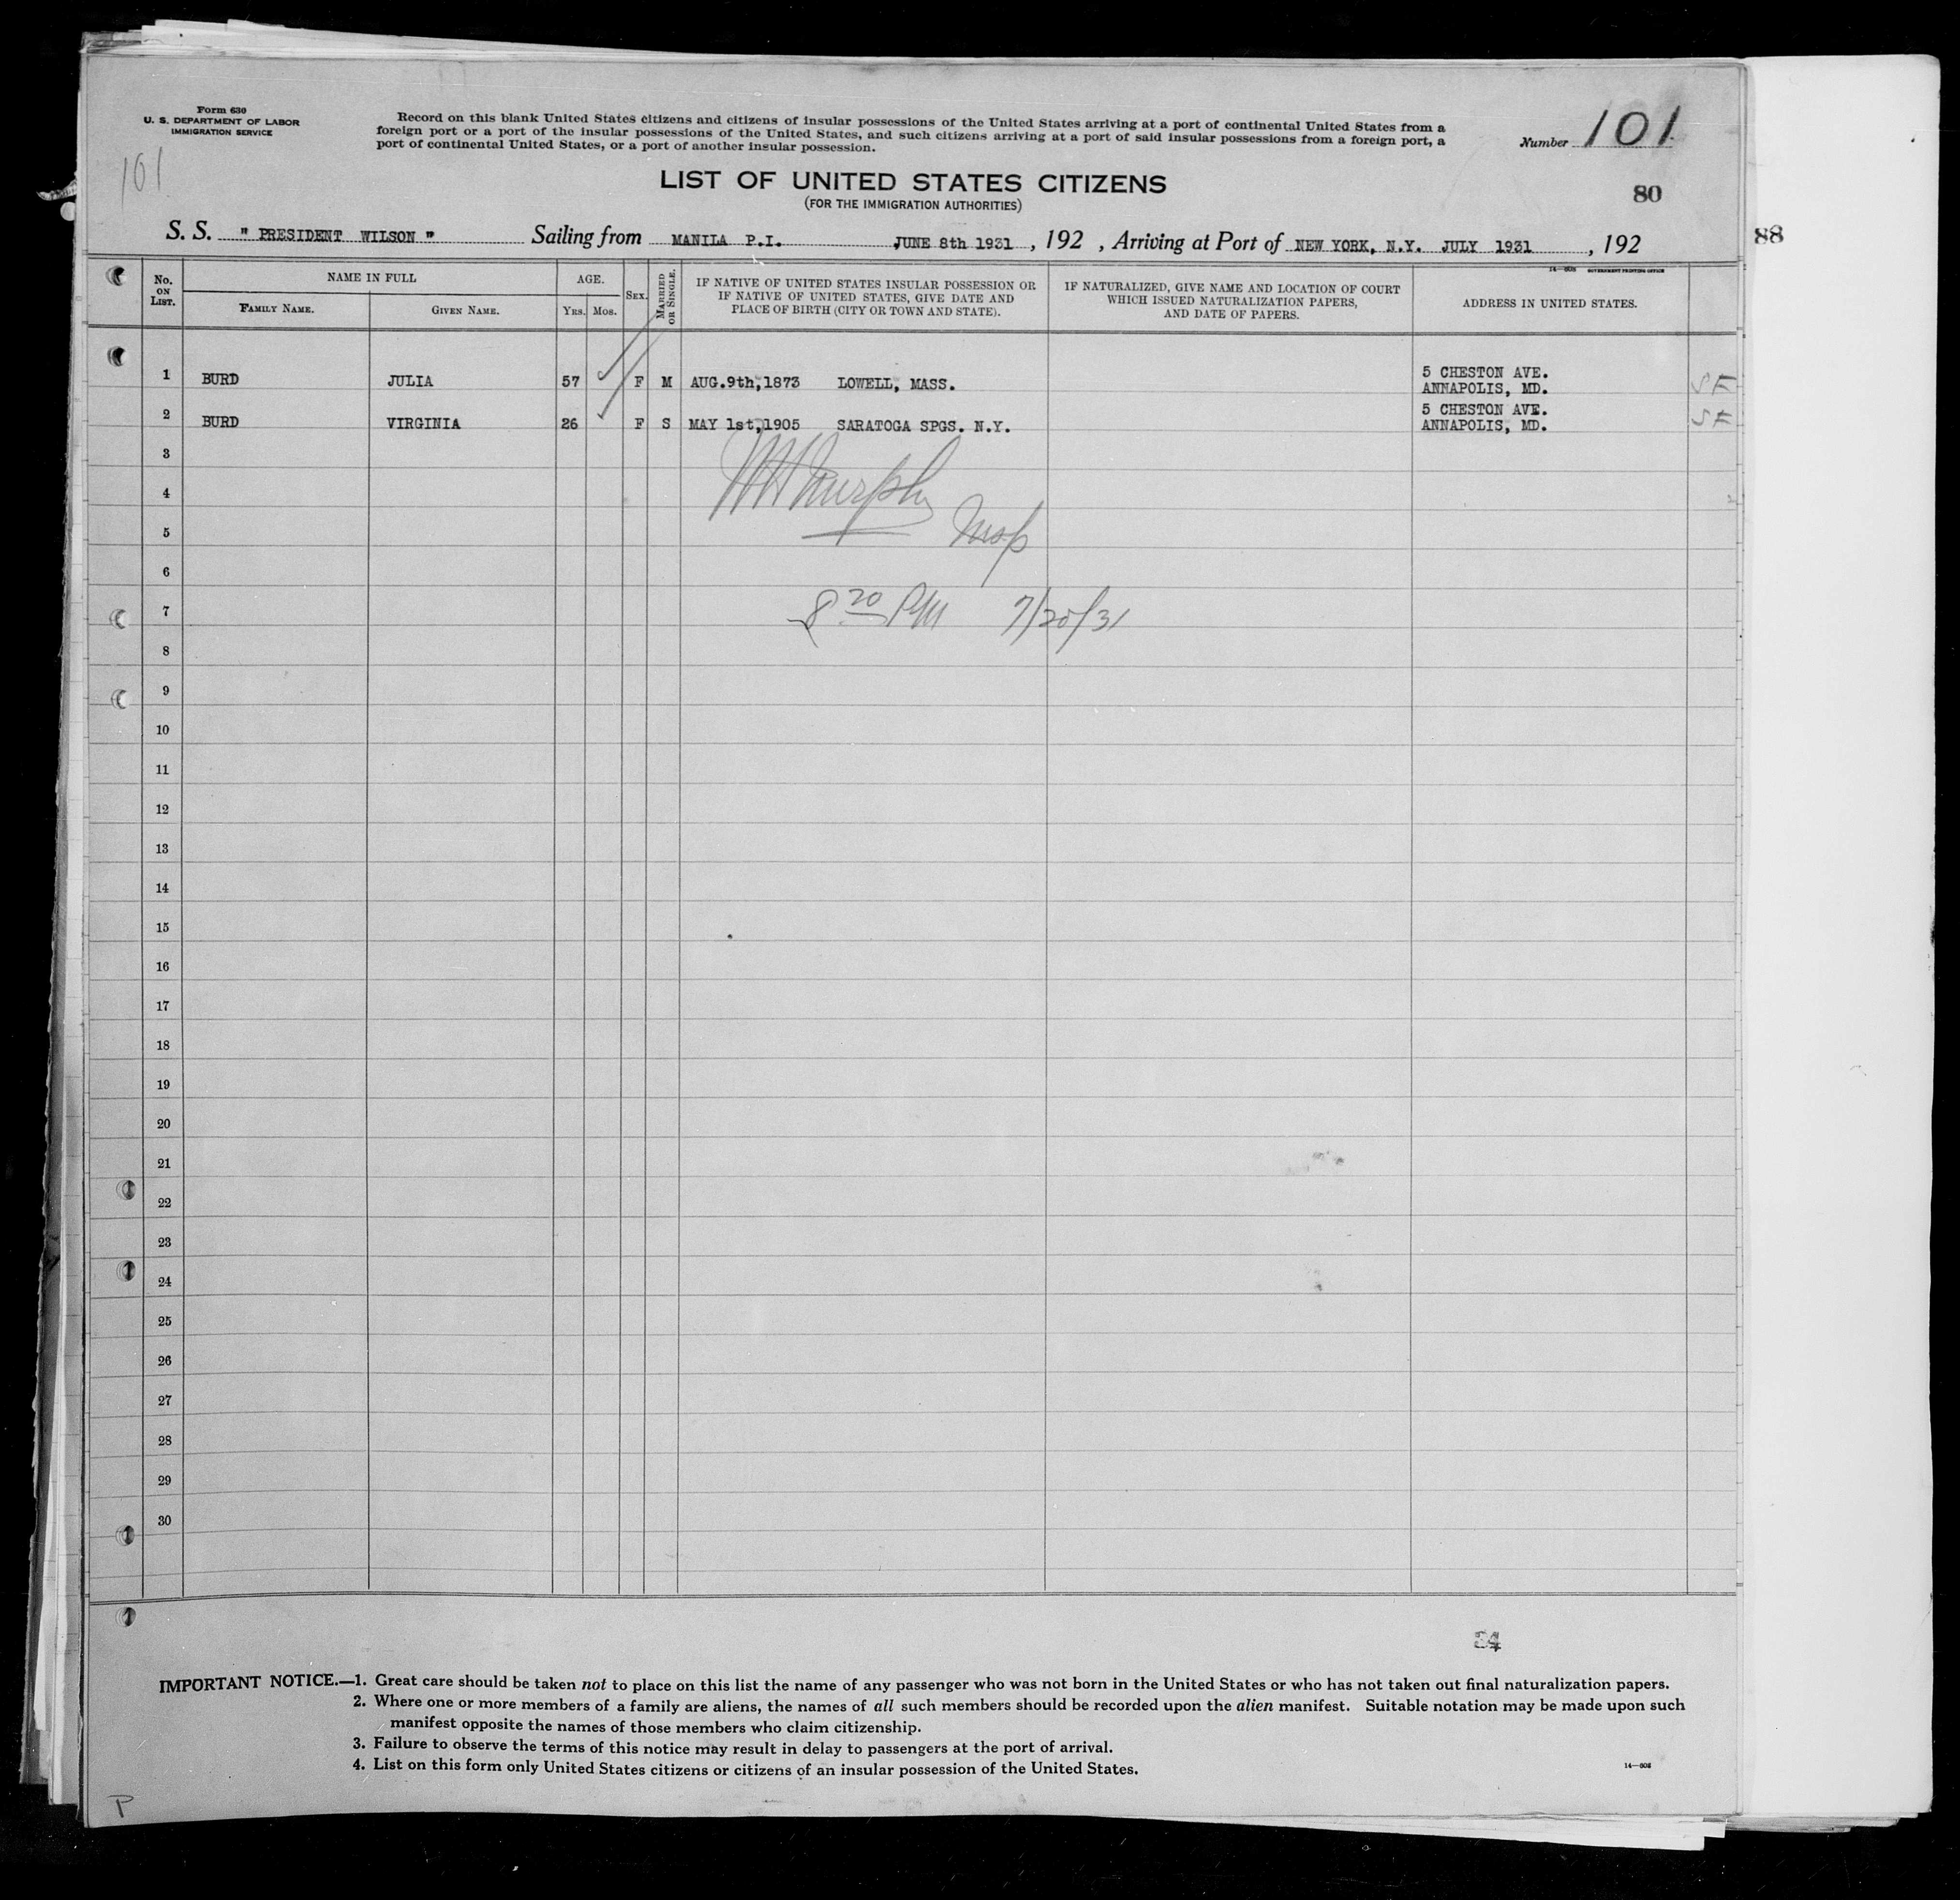 Form 630
U. S. DEPARTMENT OF LABOR
IMMIGRATION SERVICE
101
Record on this blank United States citizens and citizens of insular possessions of the United States arriving at a port of continental United States from a
foreign port or a port of the insular possessions of the United States, and such citizens arriving at a port of said insular possessions from a foreign port, a
port of continental United States, or a port of another insular possession.
Number 101
LIST OF UNITED STATES CITIZENS
(FOR THE IMMIGRATION AUTHORITIES)
80
88
S. S. " PRESIDENT WILSON " Sailing from MANILA P.I. JUNE 8th 1931 , 192 , Arriving at Port of NEW YORK, N.Y. JULY 1931 , 192
14—808 GOVERNMENT PRINTING OFFICE
No. ON LIST.
NAME IN FULL
FAMILY NAME.
GIVEN NAME.
AGE.
YRS.
MOS.
SEX.
MARRIED OR SINGLE.
IF NATIVE OF UNITED STATES INSULAR POSSESSION OR
IF NATIVE OF UNITED STATES, GIVE DATE AND
PLACE OF BIRTH (CITY OR TOWN AND STATE).
IF NATURALIZED, GIVE NAME AND LOCATION OF COURT
WHICH ISSUED NATURALIZATION PAPERS,
AND DATE OF PAPERS.
ADDRESS IN UNITED STATES.
1 BURD JULIA 57 F M AUG.9th,1873 LOWELL, MASS. 5 CHESTON AVE.
ANNAPOLIS, MD. SF
2 BURD VIRGINIA 26 F S MAY 1st,1905 SARATOGA SPGS. N.Y. 5 CHESTON AVE.
ANNAPOLIS, MD. SF
3
4
Murphy
5
Insp
6
7
8 20 PM 7/20/31
8
9
10
11
12
13
14
15
16
17
18
19
20
21
22
23
24
25
26
27
28
29
30
34
IMPORTANT NOTICE.—1. Great care should be taken not to place on this list the name of any passenger who was not born in the United States or who has not taken out final naturalization papers.
2. Where one or more members of a family are aliens, the names of all such members should be recorded upon the alien manifest. Suitable notation may be made upon such
manifest opposite the names of those members who claim citizenship.
3. Failure to observe the terms of this notice may result in delay to passengers at the port of arrival.
4. List on this form only United States citizens or citizens of an insular possession of the United States.
14—808
P